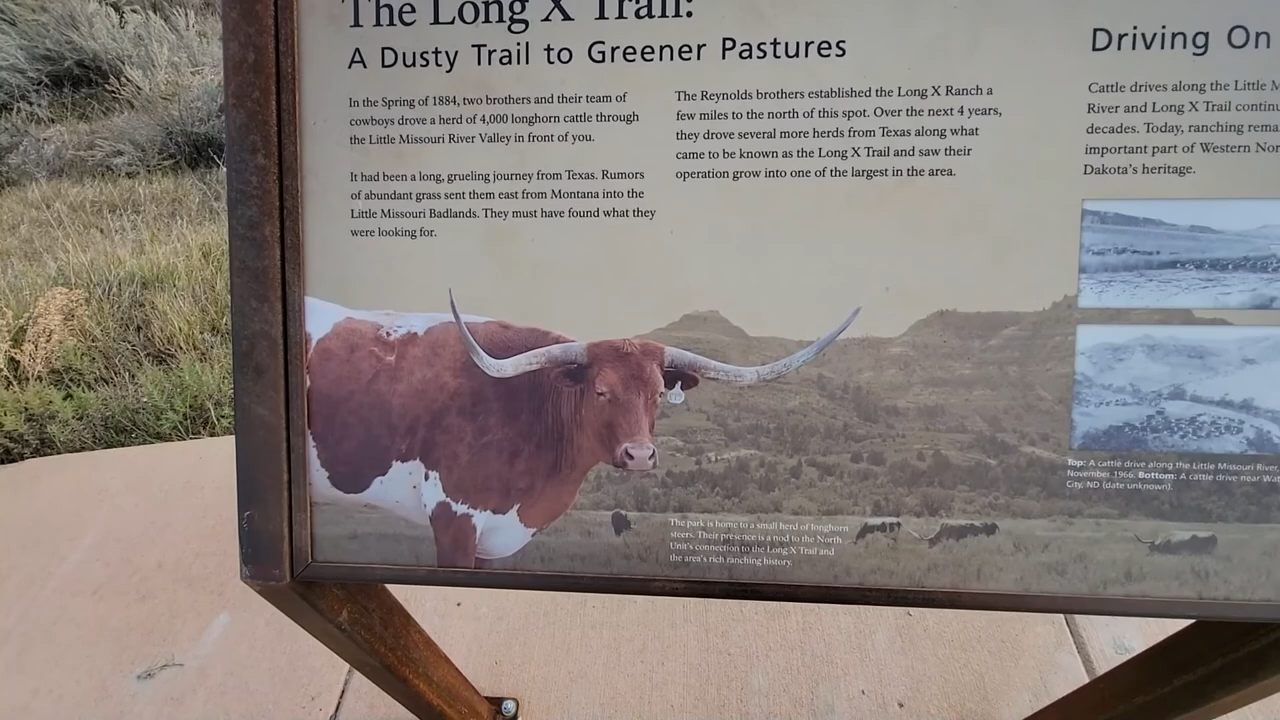 The Long X Trail:
A Dusty Trail to Greener Pastures
In the Spring of 1884, two brothers and their team of
cowboys drove a herd of 4,000 longhorn cattle through
the Little Missouri River Valley in front of you.
It had been a long, grueling journey from Texas. Rumors
of abundant grass sent them east from Montana into the
Little Missouri Badlands. They must have found what they
were looking for.
The Reynolds brothers established the Long X Ranch a
few miles to the north of this spot. Over the next 4 years,
they drove several more herds from Texas along what
came to be known as the Long X Trail and saw their
operation grow into one of the largest in the area.
The park is home to a small herd of longhorn
steers. Their presence is a nod to the North
Unit's connection to the Long X Trail and
the area's rich ranching history.
Driving On
Cattle drives along the Little
River and Long X Trail
decades. Today, ranching
important part of Western
Dakota's heritage.
Top: A cattle drive along the Little Missouri River,
November 1966. Bottom: A cattle drive near
City, ND (date unknown).